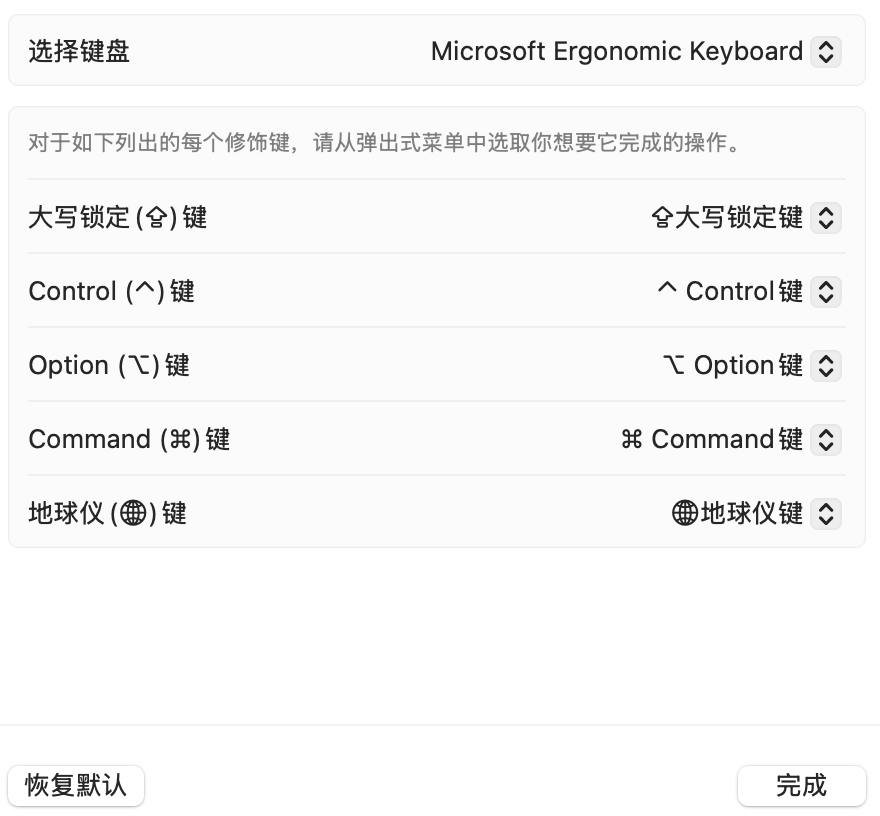 选择键盘 Microsoft Ergonomic Keyboard
对于如下列出的每个修饰键，请从弹出式菜单中选取你想要它完成的操作。
大写锁定 (⇪) 键 ⇪大写锁定键
Control (^) 键 ^ Control键
Option (⌥) 键 ⌥ Option键
Command (⌘) 键 ⌘ Command键
地球仪 (🌐) 键 🌐地球仪键
恢复默认 完成